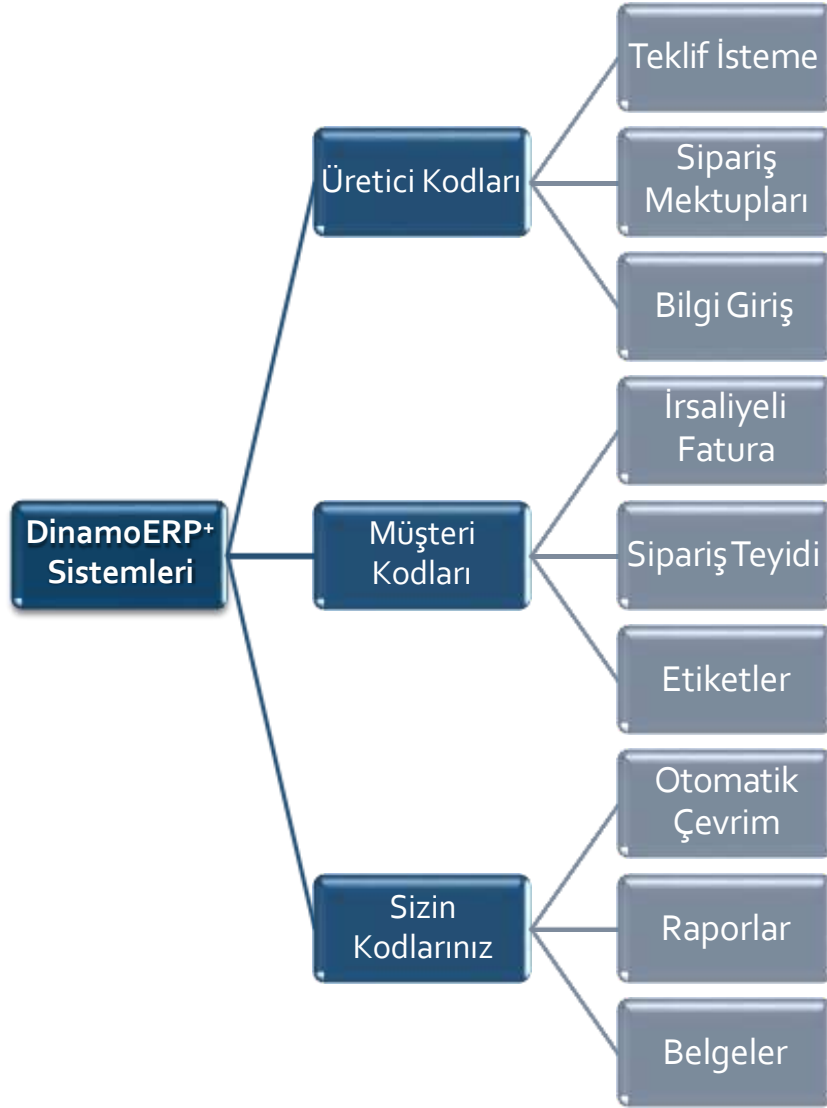 DinamoERP+
Sistemleri
Üretici Kodları
Teklif İsteme
Sipariş
Mektupları
Bilgi Giriş
Müşteri
Kodları
İrsaliyeli
Fatura
Sipariş Teyidi
Etiketler
Sizin
Kodlarınız
Otomatik
Çevrim
Raporlar
Belgeler